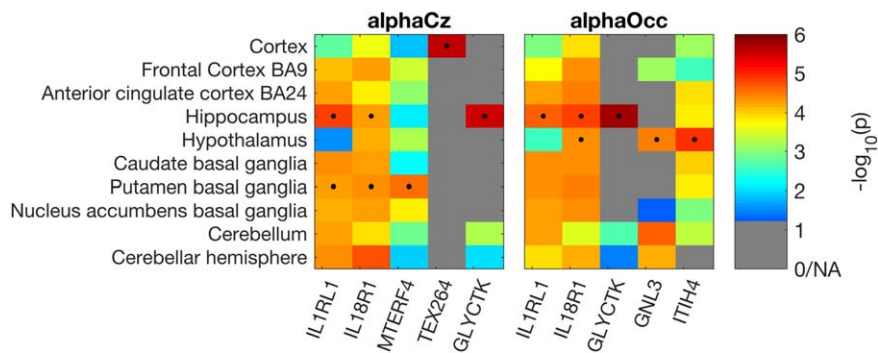 alphaCz alphaOcc
Cortex
Frontal Cortex BA9
Anterior cingulate cortex BA24
Hippocampus
Hypothalamus
Caudate basal ganglia
Putamen basal ganglia
Nucleus accumbens basal ganglia
Cerebellum
Cerebellar hemisphere
IL1RL1
IL18R1
MTERF4
TEX264
GLYCTK
IL1RL1
IL18R1
GLYCTK
GNL3
ITIH4
6
5
4
3
2
1
0/NA
-log10(p)